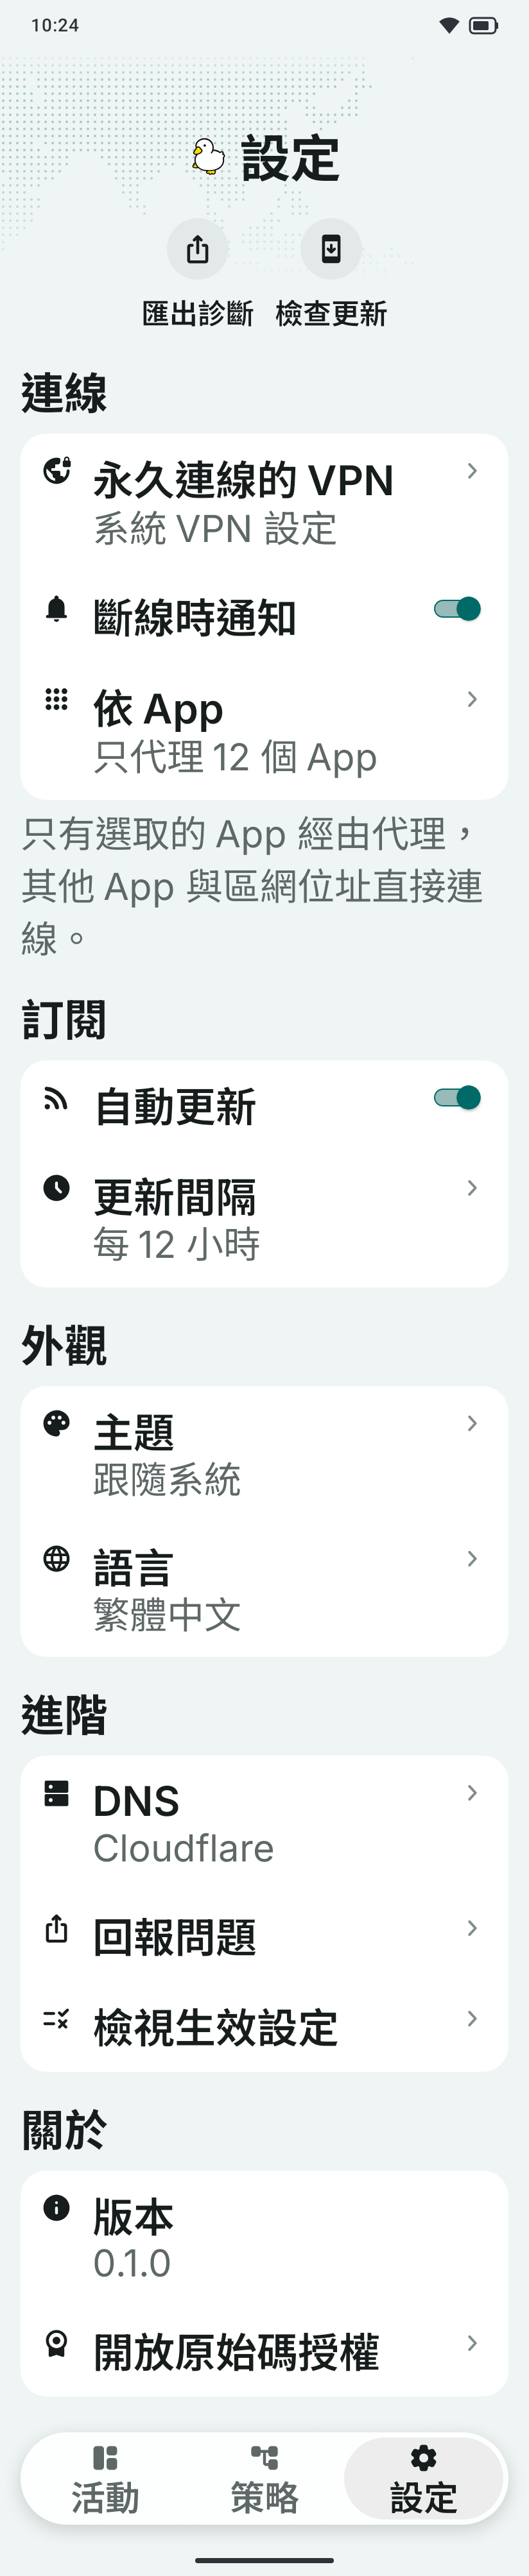 10:24
設定
匯出診斷
檢查更新
連線
永久連線的 VPN
系統 VPN 設定
斷線時通知
依 App
只代理 12 個 App
只有選取的 App 經由代理，
其他 App 與區網位址直接連
線。
訂閱
自動更新
更新間隔
每 12 小時
外觀
主題
跟隨系統
語言
繁體中文
進階
DNS
Cloudflare
回報問題
檢視生效設定
關於
版本
0.1.0
開放原始碼授權
活動
策略
設定